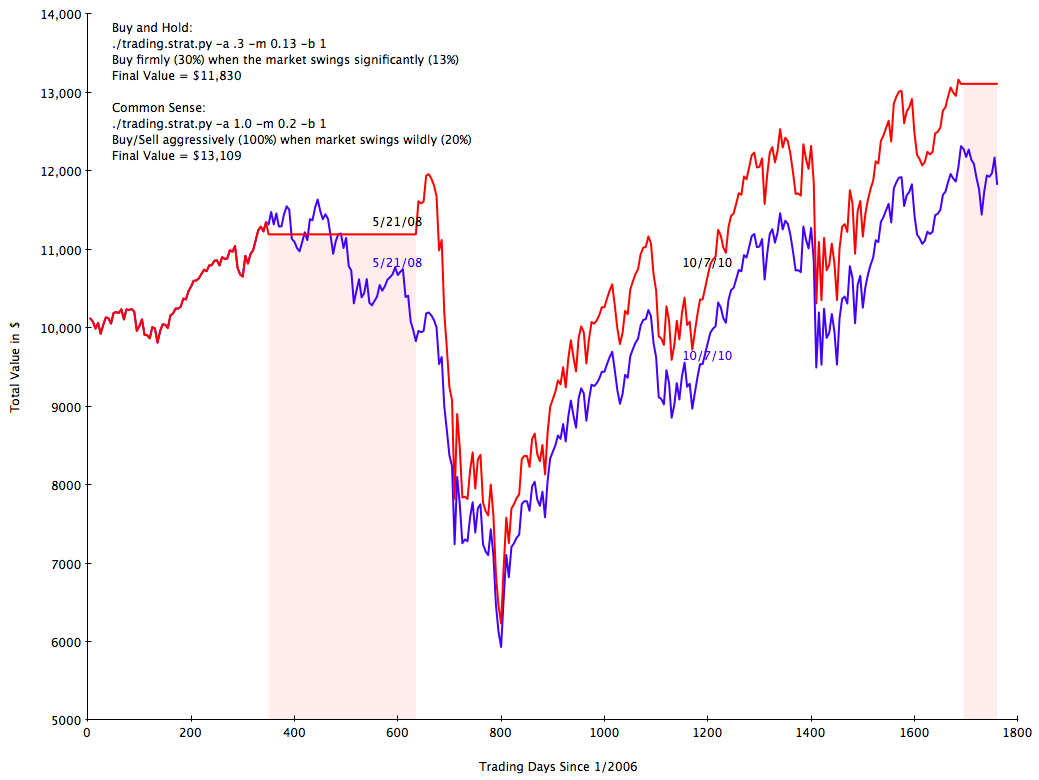 14,000
13,000
12,000
11,000
10,000
9000
8000
7000
6000
5000
Total Value in $
Buy and Hold:
./trading.strat.py -a .3 -m 0.13 -b 1
Buy firmly (30%) when the market swings significantly (13%)
Final Value = $11,830
Common Sense:
./trading.strat.py -a 1.0 -m 0.2 -b 1
Buy/Sell aggressively (100%) when market swings wildly (20%)
Final Value = $13,109
5/21/08
5/21/08
10/7/10
10/7/10
0 200 400 600 800 1000 1200 1400 1600 1800
Trading Days Since 1/2006